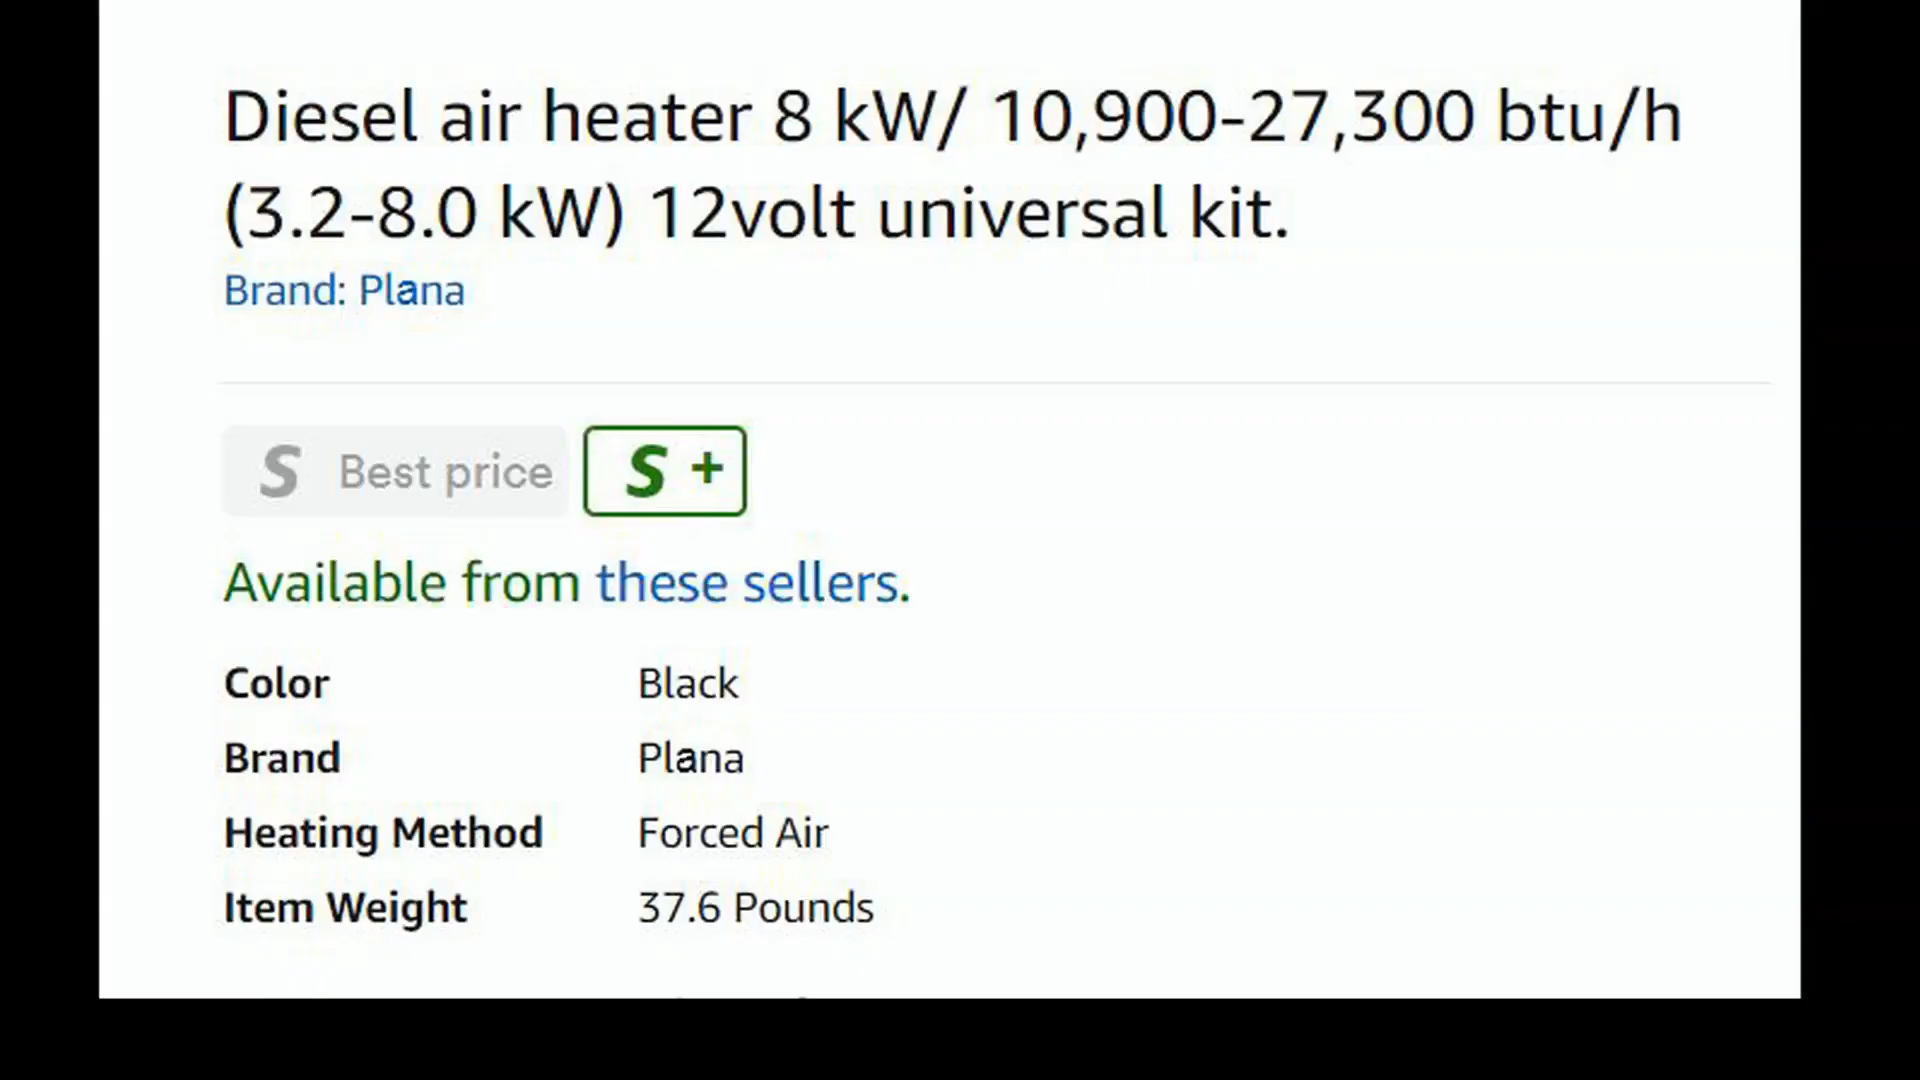 Diesel air heater 8 kW/ 10,900-27,300 btu/h
(3.2-8.0 kW) 12volt universal kit.
Brand: Plana
S Best price S +
Available from these sellers.
Color Black
Brand Plana
Heating Method Forced Air
Item Weight 37.6 Pounds